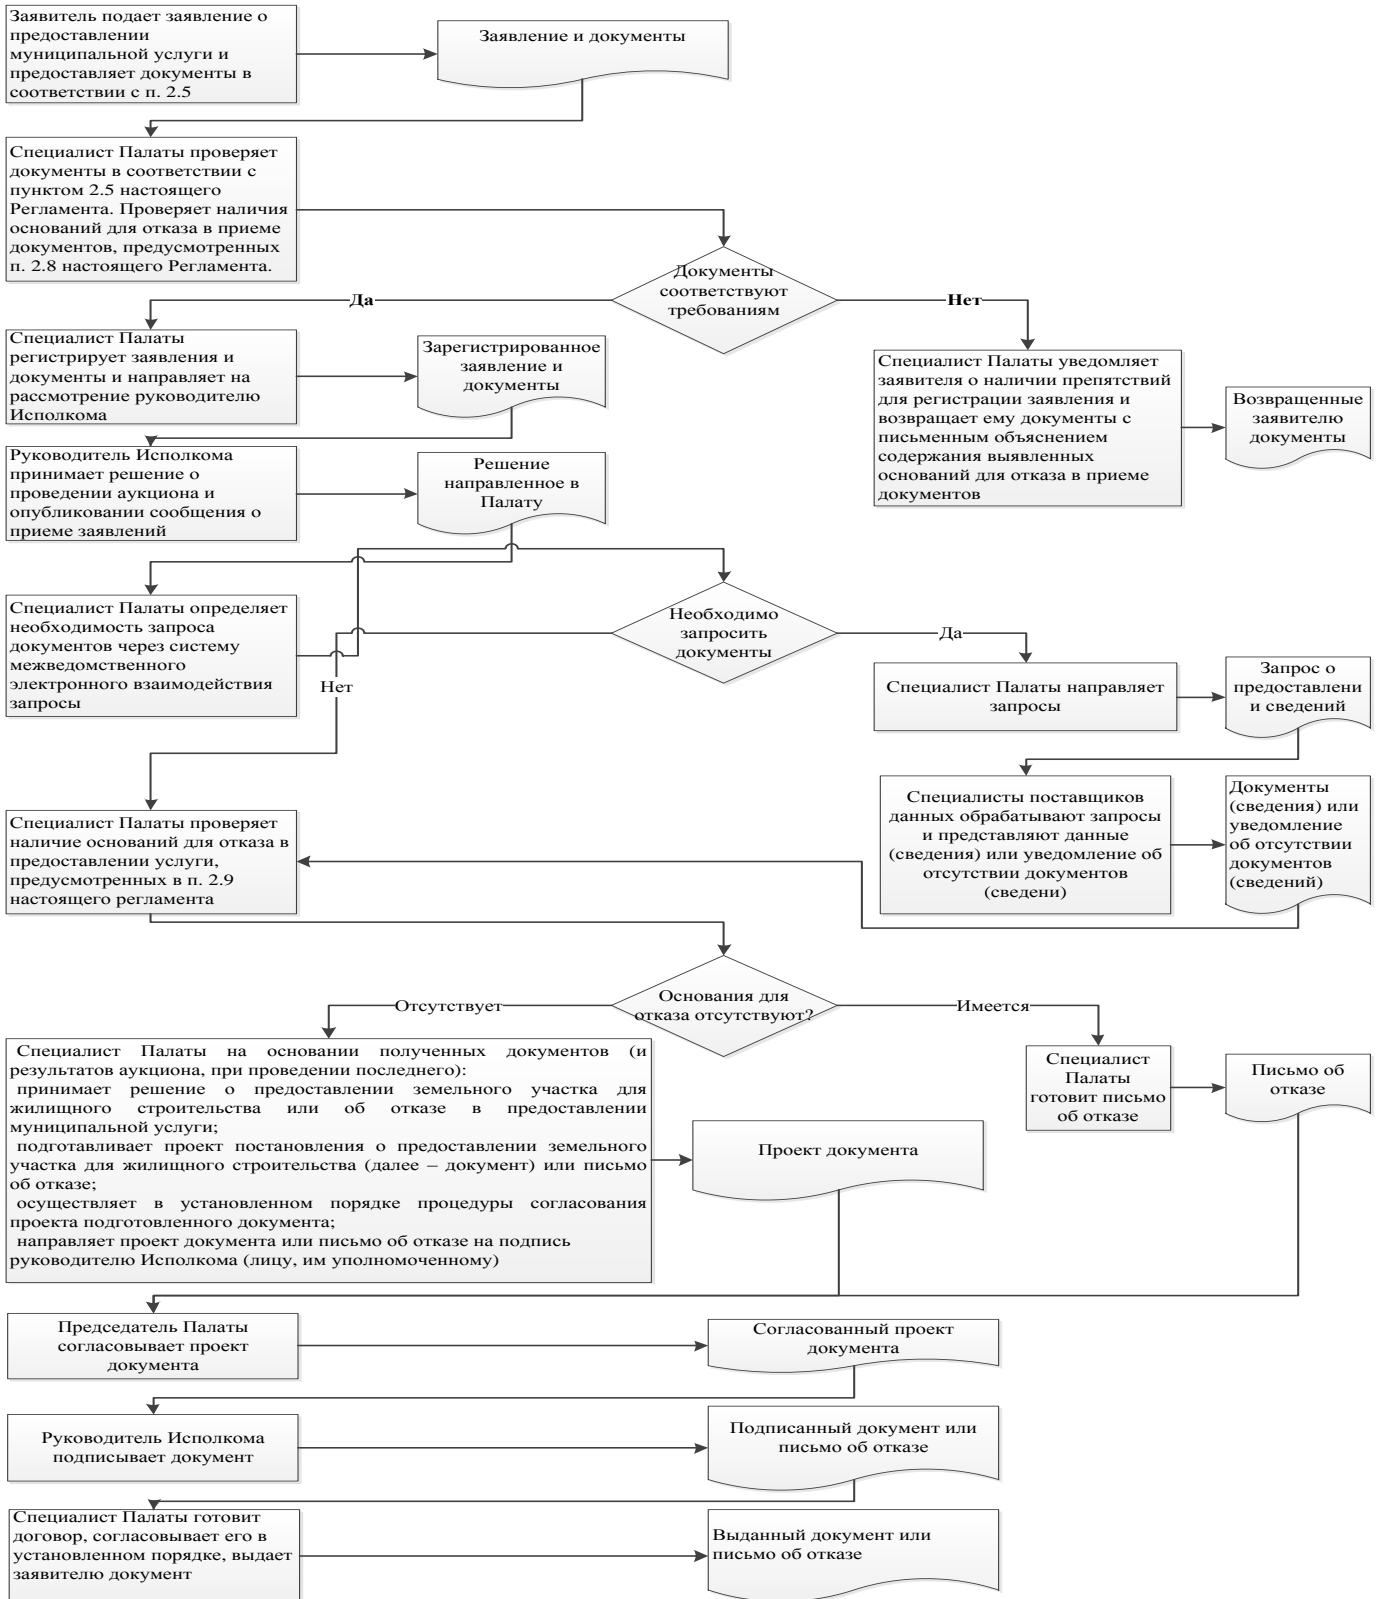 Заявитель подает заявление о
предоставлении
муниципальной услуги и
предоставляет документы в
соответствии с п. 2.5
Заявление и документы
Специалист Палаты проверяет
документы в соответствии с
пунктом 2.5 настоящего
Регламента. Проверяет наличия
оснований для отказа в приеме
документов, предусмотренных
п. 2.8 настоящего Регламента.
Документы
соответствуют
требованиям
Да
Нет
Специалист Палаты
регистрирует заявления и
документы и направляет на
рассмотрение руководителю
Исполкома
Зарегистрированное
заявление и
документы
Специалист Палаты уведомляет
заявителя о наличии препятствий
для регистрации заявления и
возвращает ему документы с
письменным объяснением
содержания выявленных
оснований для отказа в приеме
документов
Возвращенные
заявителю
документы
Руководитель Исполкома
принимает решение о
проведении аукциона и
опубликовании сообщения о
приеме заявлений
Решение
направленное в
Палату
Специалист Палаты определяет
необходимость запроса
документов через систему
межведомственного
электронного взаимодействия
запросы
Необходимо
запросить
документы
Да
Нет
Специалист Палаты направляет
запросы
Запрос о
предоставлени
и сведений
Специалисты поставщиков
данных обрабатывают запросы
и представляют данные
(сведения) или уведомление об
отсутствии документов
(сведени)
Документы
(сведения) или
уведомление
об отсутствии
документов
(сведений)
Специалист Палаты проверяет
наличие оснований для отказа в
предоставлении услуги,
предусмотренных в п. 2.9
настоящего регламента
Основания для
отказа отсутствуют?
Отсутствует
Имеется
Специалист Палаты на основании полученных документов (и
результатов аукциона, при проведении последнего):
принимает решение о предоставлении земельного участка для
жилищного строительства или об отказе в предоставлении
муниципальной услуги;
подготавливает проект постановления о предоставлении земельного
участка для жилищного строительства (далее – документ) или письмо
об отказе;
осуществляет в установленном порядке процедуры согласования
проекта подготовленного документа;
направляет проект документа или письмо об отказе на подпись
руководителю Исполкома (лицу, им уполномоченному)
Проект документа
Специалист
Палаты
готовит письмо
об отказе
Письмо об
отказе
Председатель Палаты
согласовывает проект
документа
Согласованный проект
документа
Руководитель Исполкома
подписывает документ
Подписанный документ или
письмо об отказе
Специалист Палаты готовит
договор, согласовывает его в
установленном порядке, выдает
заявителю документ
Выданный документ или
письмо об отказе